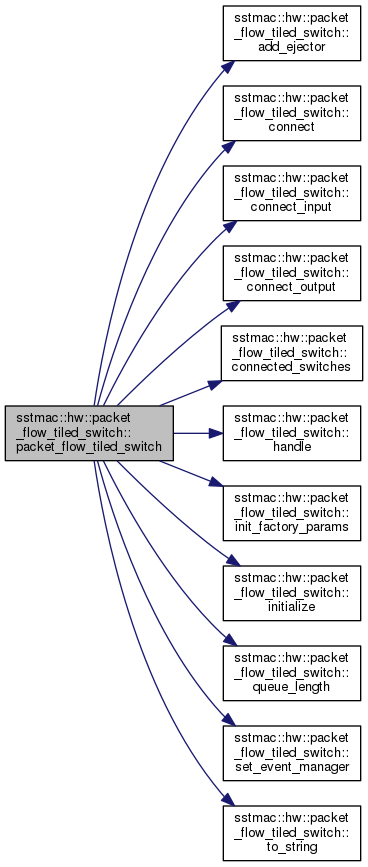 sstmac::hw::packet
_flow_tiled_switch::
add_ejector
sstmac::hw::packet
_flow_tiled_switch::
connect
sstmac::hw::packet
_flow_tiled_switch::
connect_input
sstmac::hw::packet
_flow_tiled_switch::
connect_output
sstmac::hw::packet
_flow_tiled_switch::
connected_switches
sstmac::hw::packet
_flow_tiled_switch::
packet_flow_tiled_switch
sstmac::hw::packet
_flow_tiled_switch::
handle
sstmac::hw::packet
_flow_tiled_switch::
init_factory_params
sstmac::hw::packet
_flow_tiled_switch::
initialize
sstmac::hw::packet
_flow_tiled_switch::
queue_length
sstmac::hw::packet
_flow_tiled_switch::
set_event_manager
sstmac::hw::packet
_flow_tiled_switch::
to_string